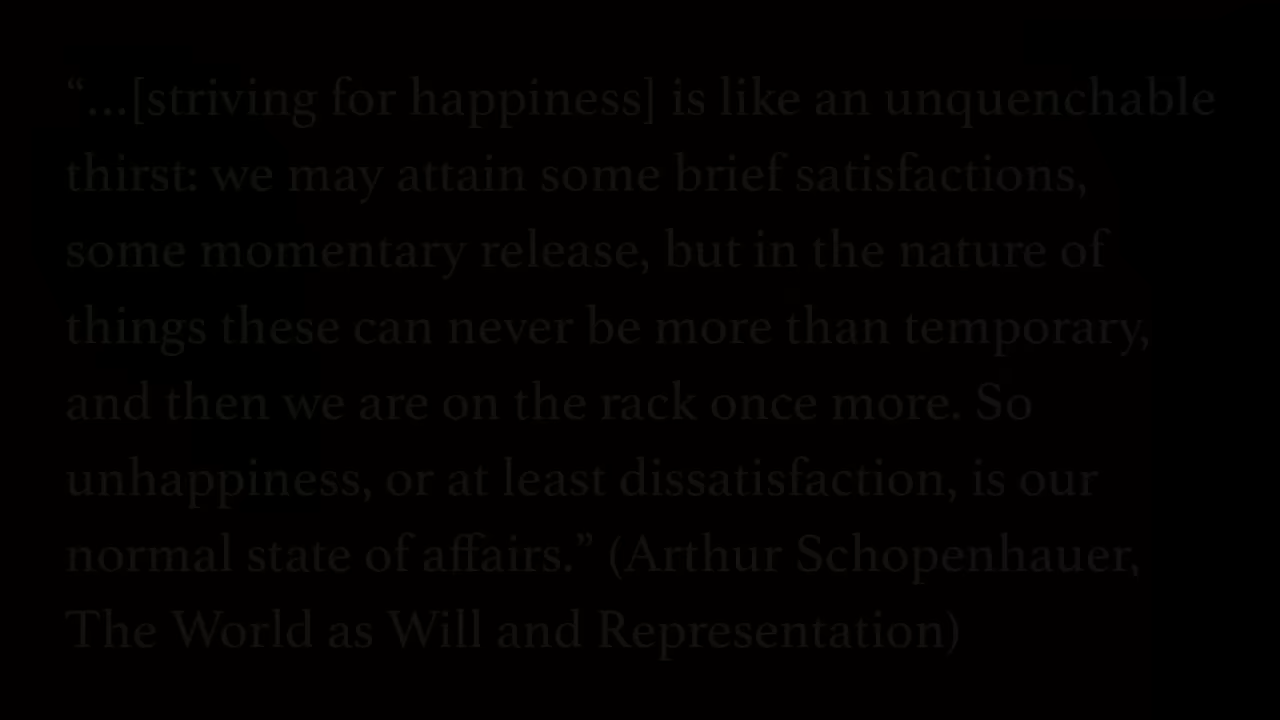 “…[striving for happiness] is like an unquenchable
thirst: we may attain some brief satisfactions,
some momentary release, but in the nature of
things these can never be more than temporary,
and then we are on the rack once more. So
unhappiness, or at least dissatisfaction, is our
normal state of affairs.” (Arthur Schopenhauer,
The World as Will and Representation)